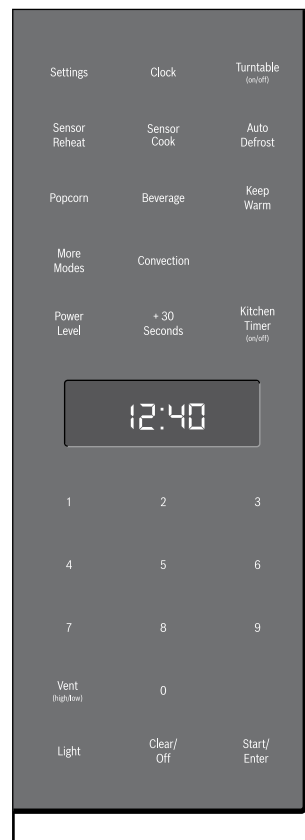 Settings Clock Turntable
(on/off)
Sensor Sensor Auto
Reheat Cook Defrost
Popcorn Beverage Keep
Warm
More
Modes Convection
Power + 30 Kitchen
Level Seconds Timer
(on/off)
12:40
1 2 3
4 5 6
7 8 9
Vent 0
(high/low)
Light Clear/ Start/
Off Enter